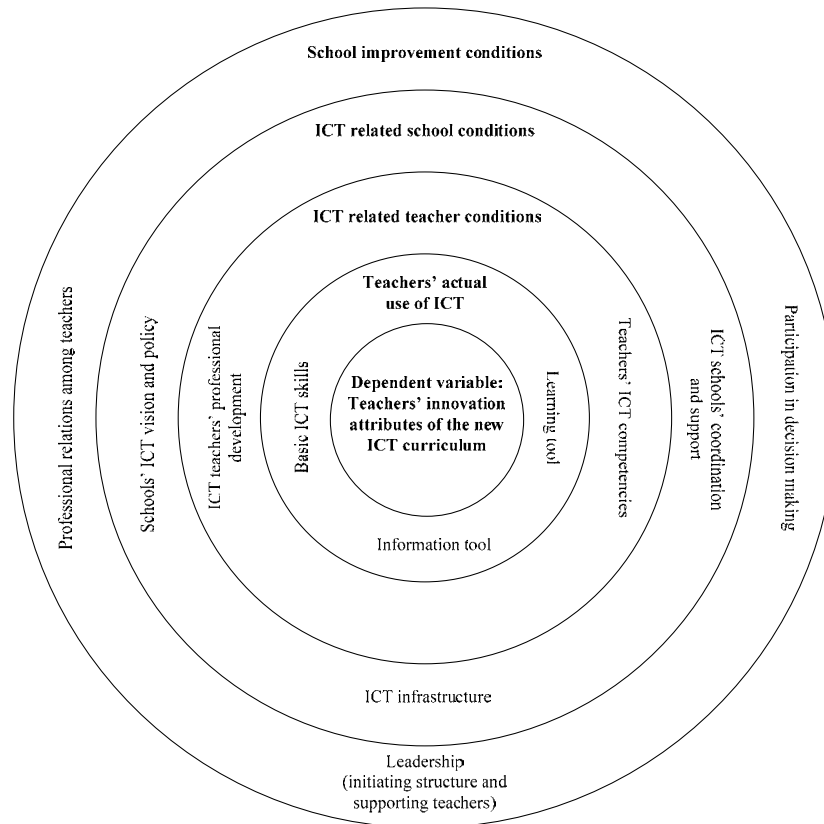 School improvement conditions
ICT related school conditions
ICT related teacher conditions
Teachers’ actual
use of ICT
Dependent variable:
Teachers’ innovation
attributes of the new
ICT curriculum
Professional relations among teachers
Schools’ ICT vision and policy
ICT teachers’ professional
development
Basic ICT skills
Learning tool
Teachers’ ICT competencies
ICT schools’ coordination
and support
Participation in decision making
Information tool
ICT infrastructure
Leadership
(initiating structure and
supporting teachers)